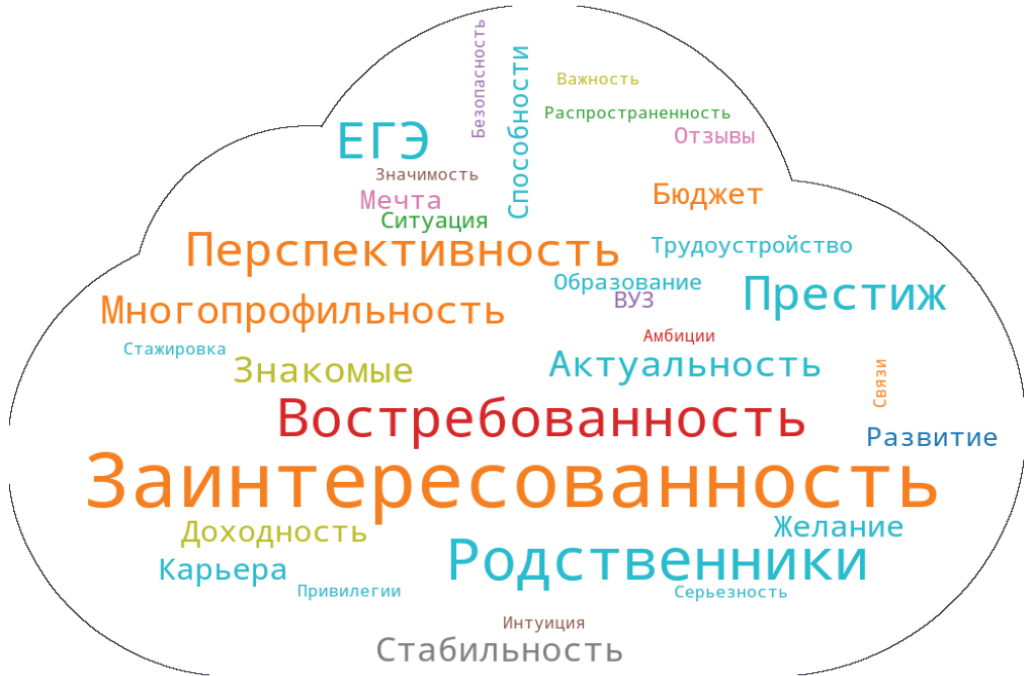 Безопасность
Способности
Важность
Распространенность
Отзывы
ЕГЭ
Значимость
Мечта
Бюджет
Ситуация
Перспективность
Трудоустройство
Образование
ВУЗ
Престиж
Многопрофильность
Амбиции
Стажировка
Знакомые
Актуальность
Связи
Востребованность
Развитие
Заинтересованность
Доходность
Желание
Родственники
Карьера
Привилегии
Серьезность
Интуиция
Стабильность